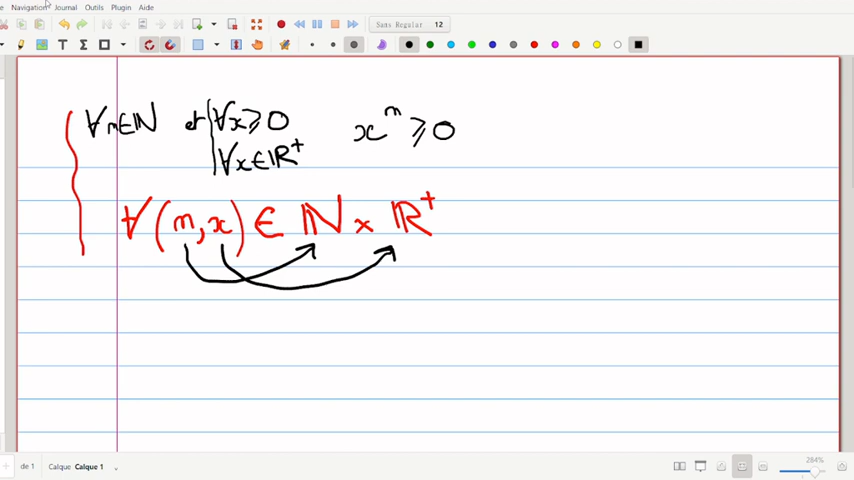 e Navigation Journal Outils Plugin Aide
Sans Regular 12
∀n∈ℕ et ∀x⩾0 xⁿ ⩾ 0
∀x∈ℝ⁺
∀(n,x) ∈ ℕ x ℝ⁺
de 1 Calque Calque 1 284%